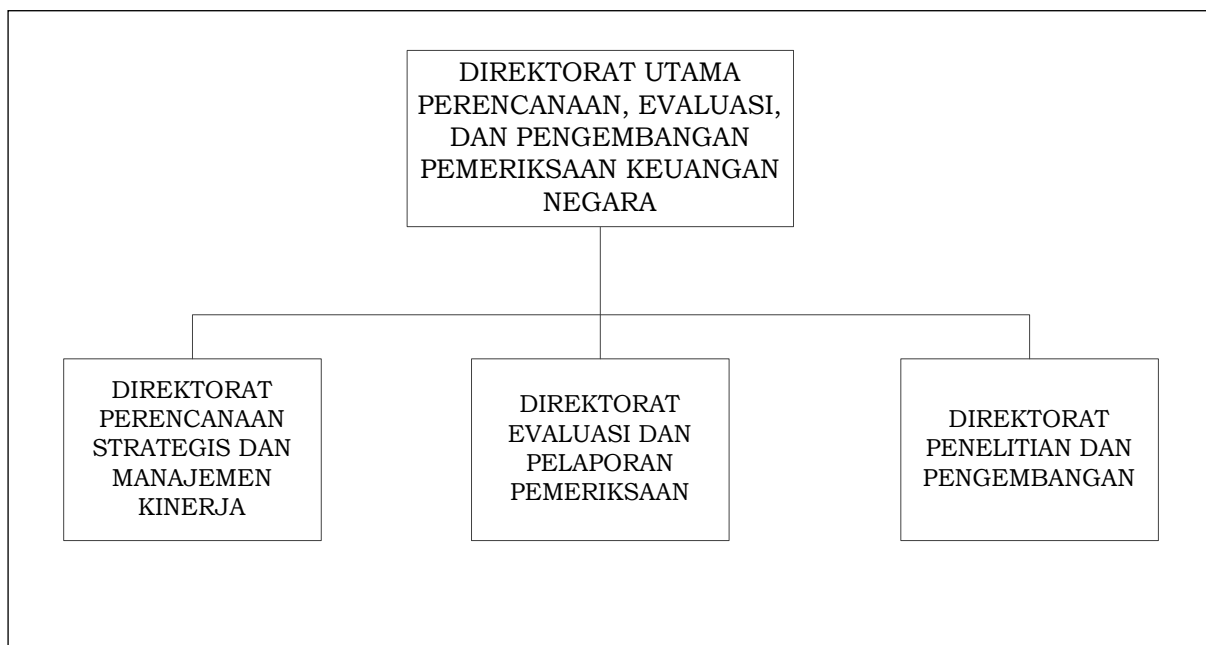 DIREKTORAT UTAMA
PERENCANAAN, EVALUASI,
DAN PENGEMBANGAN
PEMERIKSAAN KEUANGAN
NEGARA
DIREKTORAT
PERENCANAAN
STRATEGIS DAN
MANAJEMEN
KINERJA
DIREKTORAT
EVALUASI DAN
PELAPORAN
PEMERIKSAAN
DIREKTORAT
PENELITIAN DAN
PENGEMBANGAN